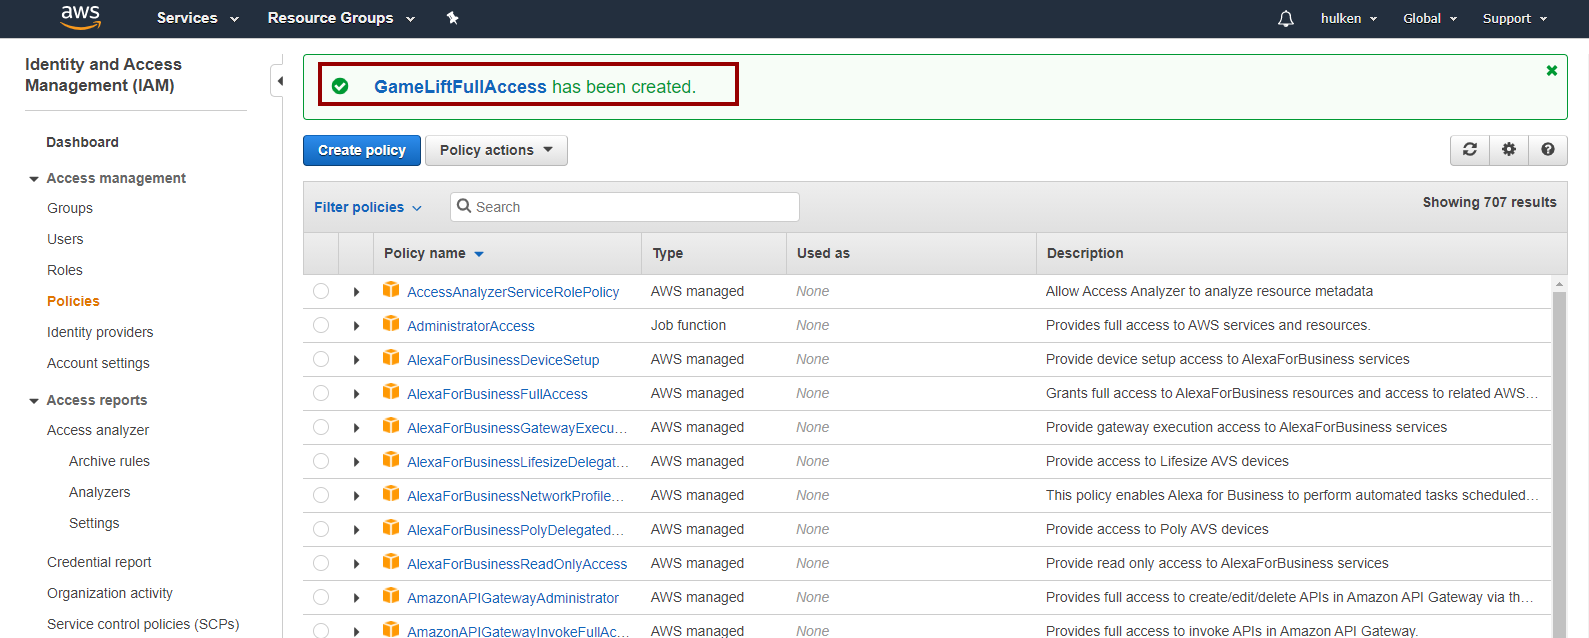 aws Services Resource Groups hulken Global Support
Identity and Access
Management (IAM)
Dashboard
Access management
Groups
Users
Roles
Policies
Identity providers
Account settings
Access reports
Access analyzer
Archive rules
Analyzers
Settings
Credential report
Organization activity
Service control policies (SCPs)
GameLiftFullAccess has been created.
Create policy Policy actions
Filter policies Search Showing 707 results
Policy name Type Used as Description
AccessAnalyzerServiceRolePolicy AWS managed None Allow Access Analyzer to analyze resource metadata
AdministratorAccess Job function None Provides full access to AWS services and resources.
AlexaForBusinessDeviceSetup AWS managed None Provide device setup access to AlexaForBusiness services
AlexaForBusinessFullAccess AWS managed None Grants full access to AlexaForBusiness resources and access to related AWS…
AlexaForBusinessGatewayExecu… AWS managed None Provide gateway execution access to AlexaForBusiness services
AlexaForBusinessLifesizeDelegat… AWS managed None Provide access to Lifesize AVS devices
AlexaForBusinessNetworkProfile… AWS managed None This policy enables Alexa for Business to perform automated tasks scheduled…
AlexaForBusinessPolyDelegated… AWS managed None Provide access to Poly AVS devices
AlexaForBusinessReadOnlyAccess AWS managed None Provide read only access to AlexaForBusiness services
AmazonAPIGatewayAdministrator AWS managed None Provides full access to create/edit/delete APIs in Amazon API Gateway via th…
AmazonAPIGatewayInvokeFullAc… AWS managed None Provides full access to invoke APIs in Amazon API Gateway.